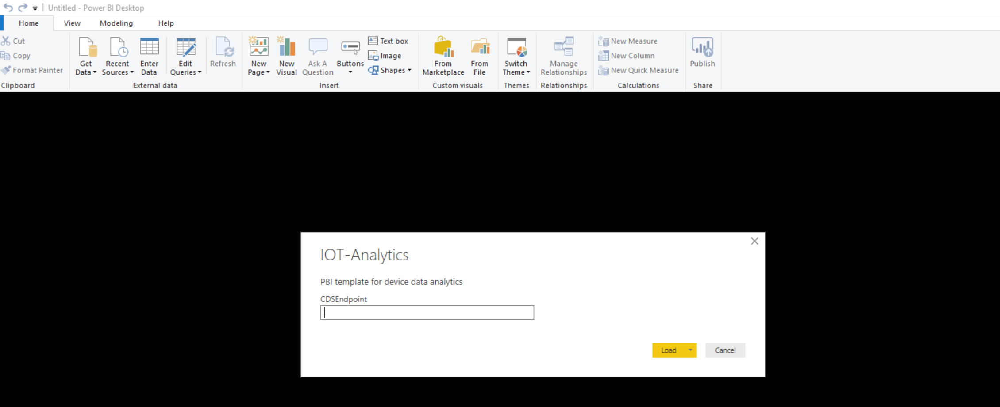 Untitled - Power BI Desktop
Home View Modeling Help
Cut
Copy
Format Painter
Clipboard
Get Data
Recent Sources
Enter Data
Edit Queries
Refresh
External data
New Page
New Visual
Ask A Question
Buttons
Text box
Image
Shapes
Insert
From Marketplace
From File
Custom visuals
Switch Theme
Themes
Manage Relationships
Relationships
New Measure
New Column
New Quick Measure
Calculations
Publish
Share
IOT-Analytics
PBI template for device data analytics
CDSEndpoint
Load Cancel